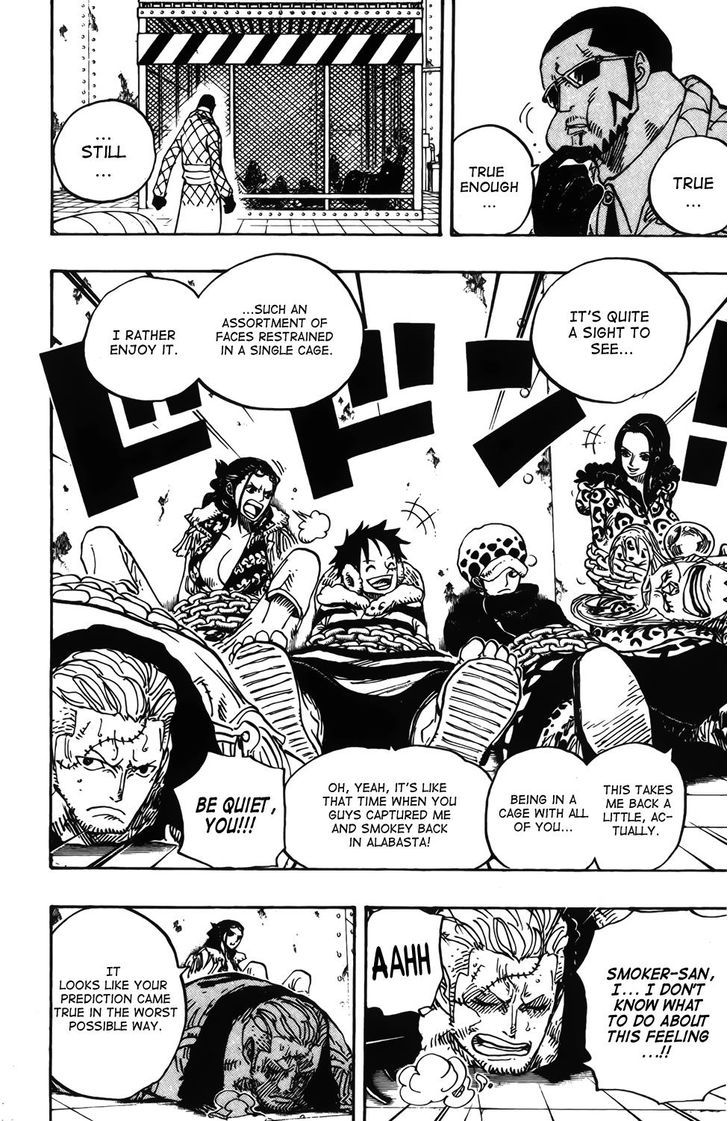 TRUE
...
TRUE
ENOUGH
...
...
STILL
...
IT'S QUITE
A SIGHT TO
SEE...
...SUCH AN
ASSORTMENT OF
FACES RESTRAINED
IN A SINGLE CAGE.
I RATHER
ENJOY IT.
ドドン!
THIS TAKES
ME BACK
A LITTLE, AC-
TUALLY.
BEING IN A
CAGE WITH ALL
OF YOU...
OH, YEAH, IT'S LIKE
THAT TIME WHEN YOU
GUYS CAPTURED ME
AND SMOKEY BACK
IN ALABASTA!
BE QUIET,
YOU!!!
SMOKER-SAN,
I... I DON'T
KNOW WHAT
TO DO ABOUT
THIS FEELING
...!!
AAHH
IT
LOOKS LIKE YOUR
PREDICTION CAME
TRUE IN THE WORST
POSSIBLE WAY.